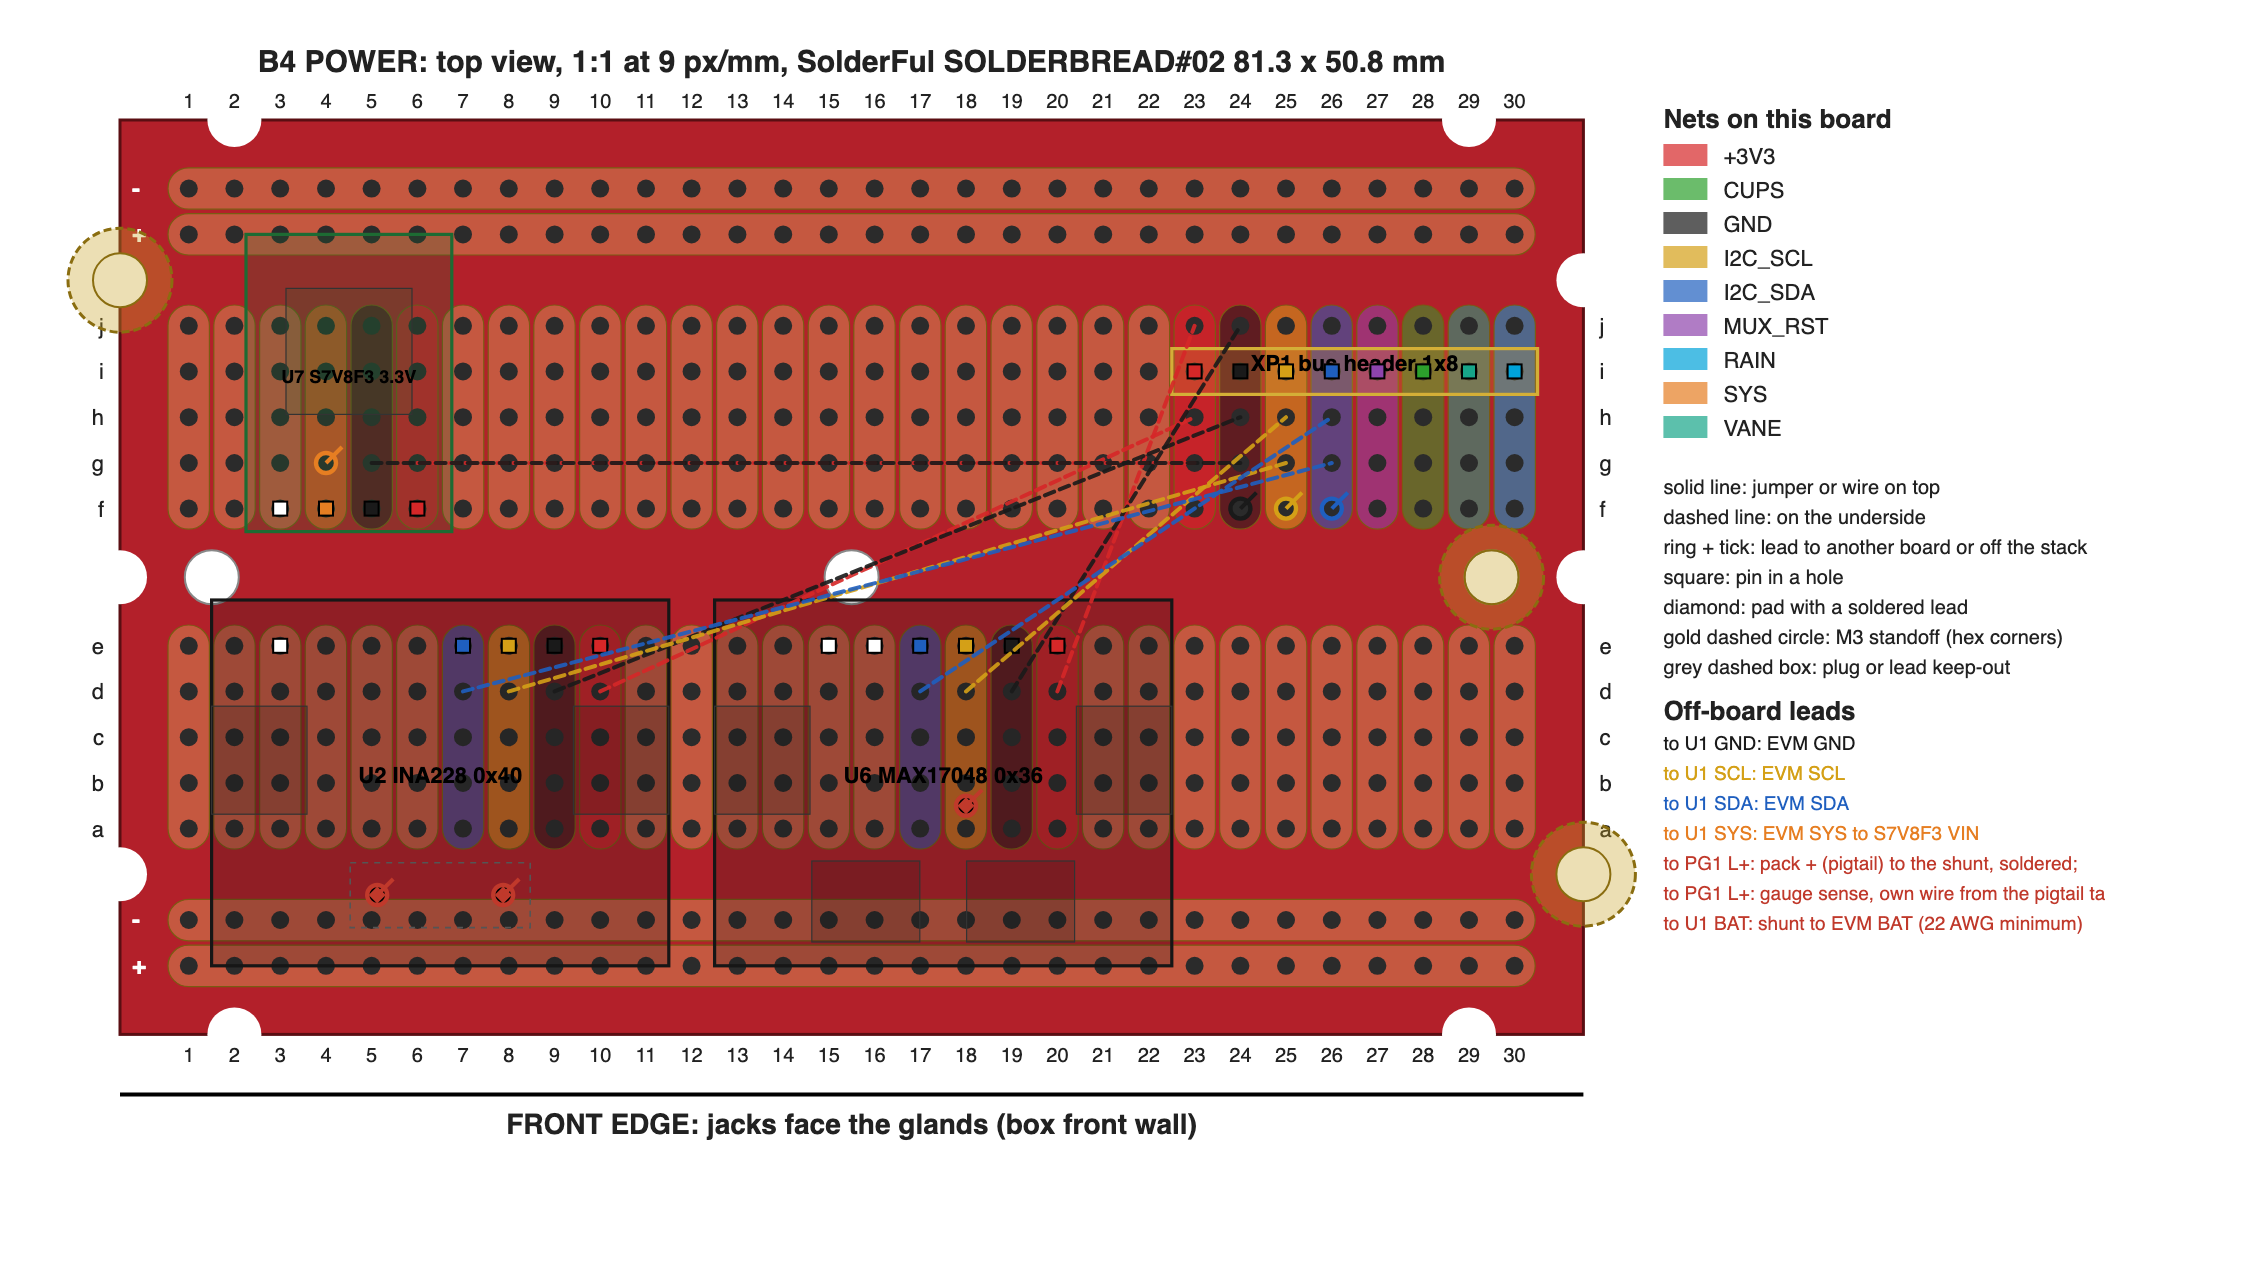 B4 POWER: top view, 1:1 at 9 px/mm, SolderFul SOLDERBREAD#02 81.3 x 50.8 mm
1 2 3 4 5 6 7 8 9 10 11 12 13 14 15 16 17 18 19 20 21 22 23 24 25 26 27 28 29 30
-
+
j j
XP1 bus header 1x8
i i
U7 S7V8F3 3.3V
h h
g g
f f
e e
d d
c c
U2 INA228 0x40 U6 MAX17048 0x36
b b
a a
-
+
1 2 3 4 5 6 7 8 9 10 11 12 13 14 15 16 17 18 19 20 21 22 23 24 25 26 27 28 29 30
FRONT EDGE: jacks face the glands (box front wall)
Nets on this board
+3V3
CUPS
GND
I2C_SCL
I2C_SDA
MUX_RST
RAIN
SYS
VANE
solid line: jumper or wire on top
dashed line: on the underside
ring + tick: lead to another board or off the stack
square: pin in a hole
diamond: pad with a soldered lead
gold dashed circle: M3 standoff (hex corners)
grey dashed box: plug or lead keep-out
Off-board leads
to U1 GND: EVM GND
to U1 SCL: EVM SCL
to U1 SDA: EVM SDA
to U1 SYS: EVM SYS to S7V8F3 VIN
to PG1 L+: pack + (pigtail) to the shunt, soldered;
to PG1 L+: gauge sense, own wire from the pigtail ta
to U1 BAT: shunt to EVM BAT (22 AWG minimum)